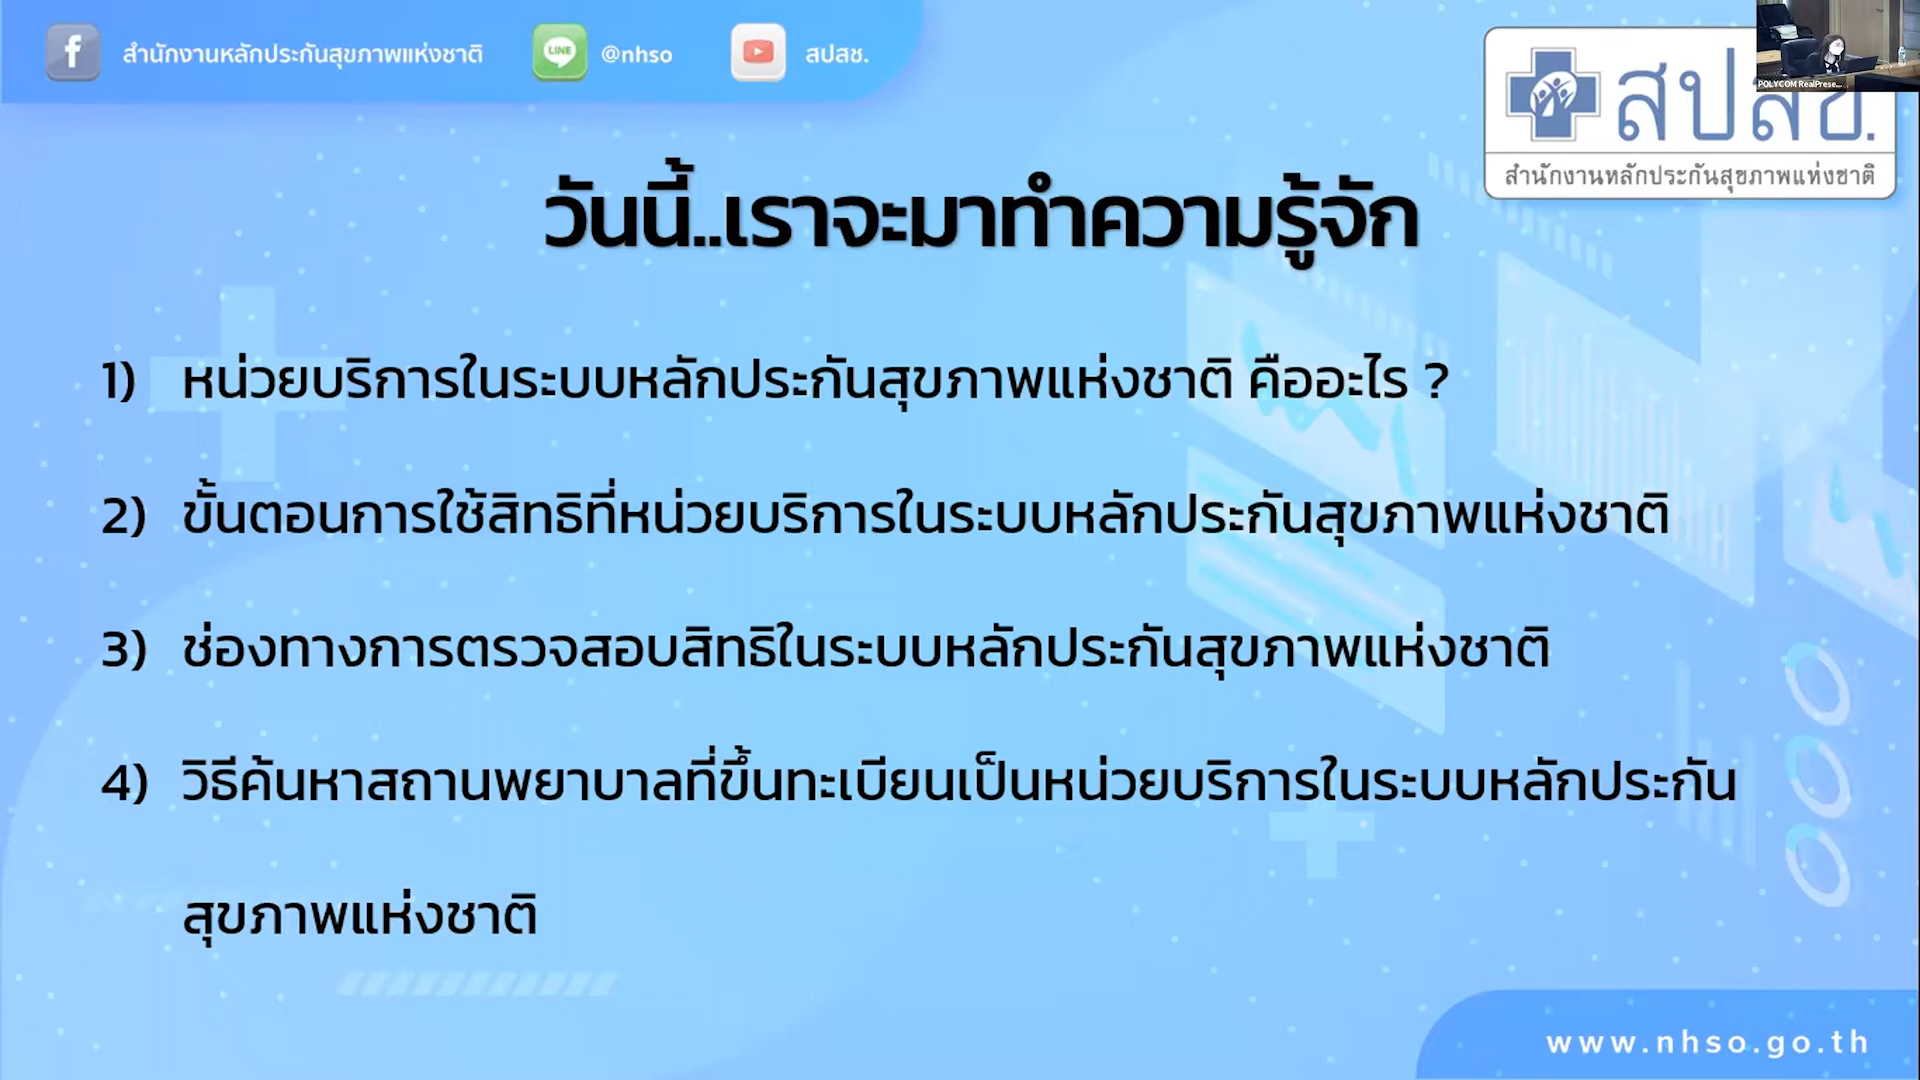 สำนักงานหลักประกันสุขภาพแห่งชาติ
LINE
@nhso
สปสช.
POLYCOM RealPrese...
สปสช.
สำนักงานหลักประกันสุขภาพแห่งชาติ
วันนี้..เราจะมาทำความรู้จัก
1) หน่วยบริการในระบบหลักประกันสุขภาพแห่งชาติ คืออะไร ?
2) ขั้นตอนการใช้สิทธิที่หน่วยบริการในระบบหลักประกันสุขภาพแห่งชาติ
3) ช่องทางการตรวจสอบสิทธิในระบบหลักประกันสุขภาพแห่งชาติ
4) วิธีค้นหาสถานพยาบาลที่ขึ้นทะเบียนเป็นหน่วยบริการในระบบหลักประกัน
สุขภาพแห่งชาติ
www.nhso.go.th